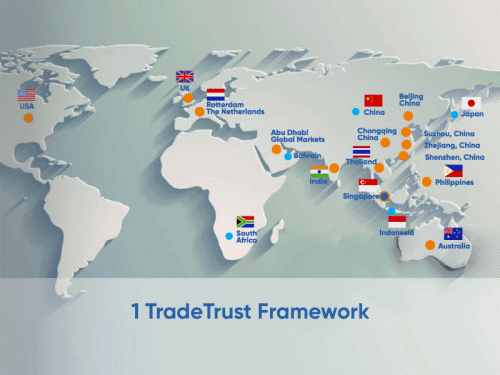 USA
UK
Rotterdam
The Netherlands
Abu Dhabi
Global Markets
Bahrain
India
South
Africa
China
Beijing
China
Chongqing
China
Suzhou, China
Zhejiang, China
Shenzhen, China
Japan
Thailand
Singapore
Indonesia
Philippines
Australia
1 TradeTrust Framework